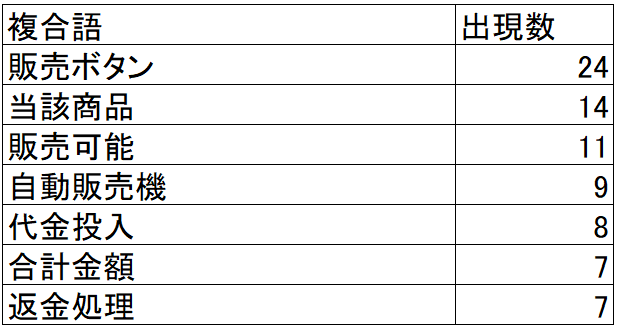 複合語 出現数
販売ボタン 24
当該商品 14
販売可能 11
自動販売機 9
代金投入 8
合計金額 7
返金処理 7